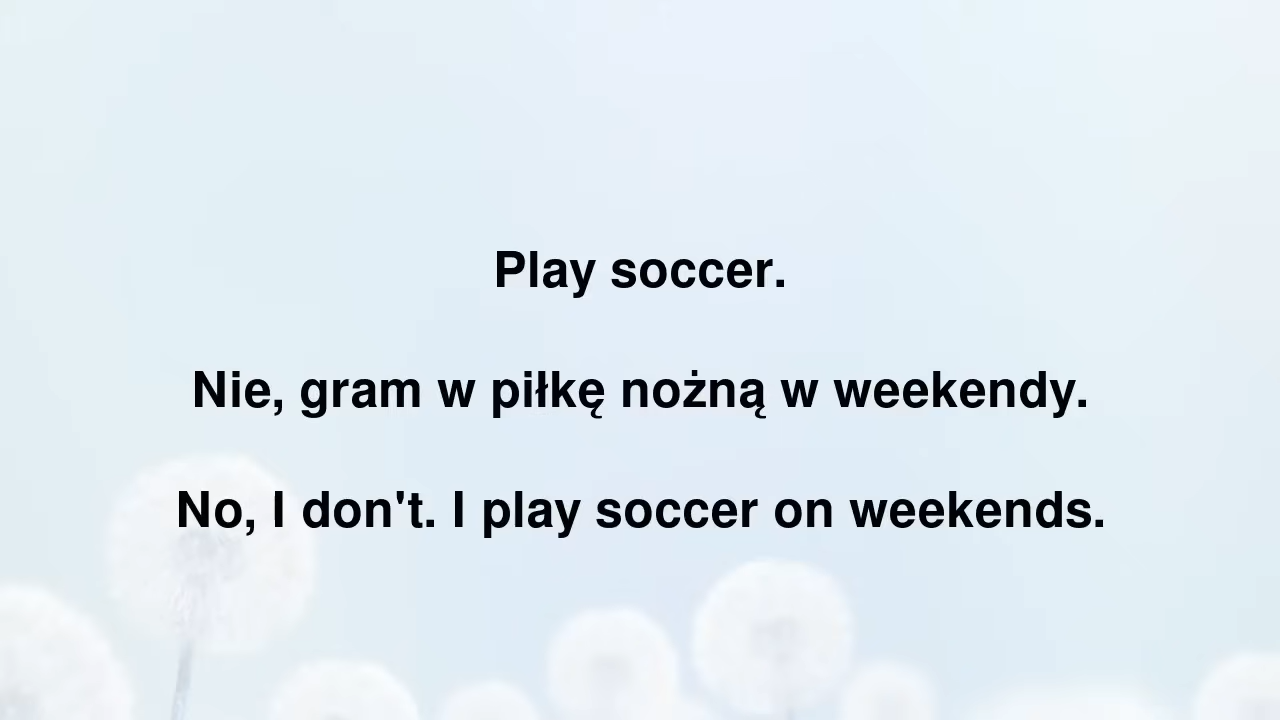 Play soccer.
Nie, gram w piłkę nożną w weekendy.
No, I don't. I play soccer on weekends.